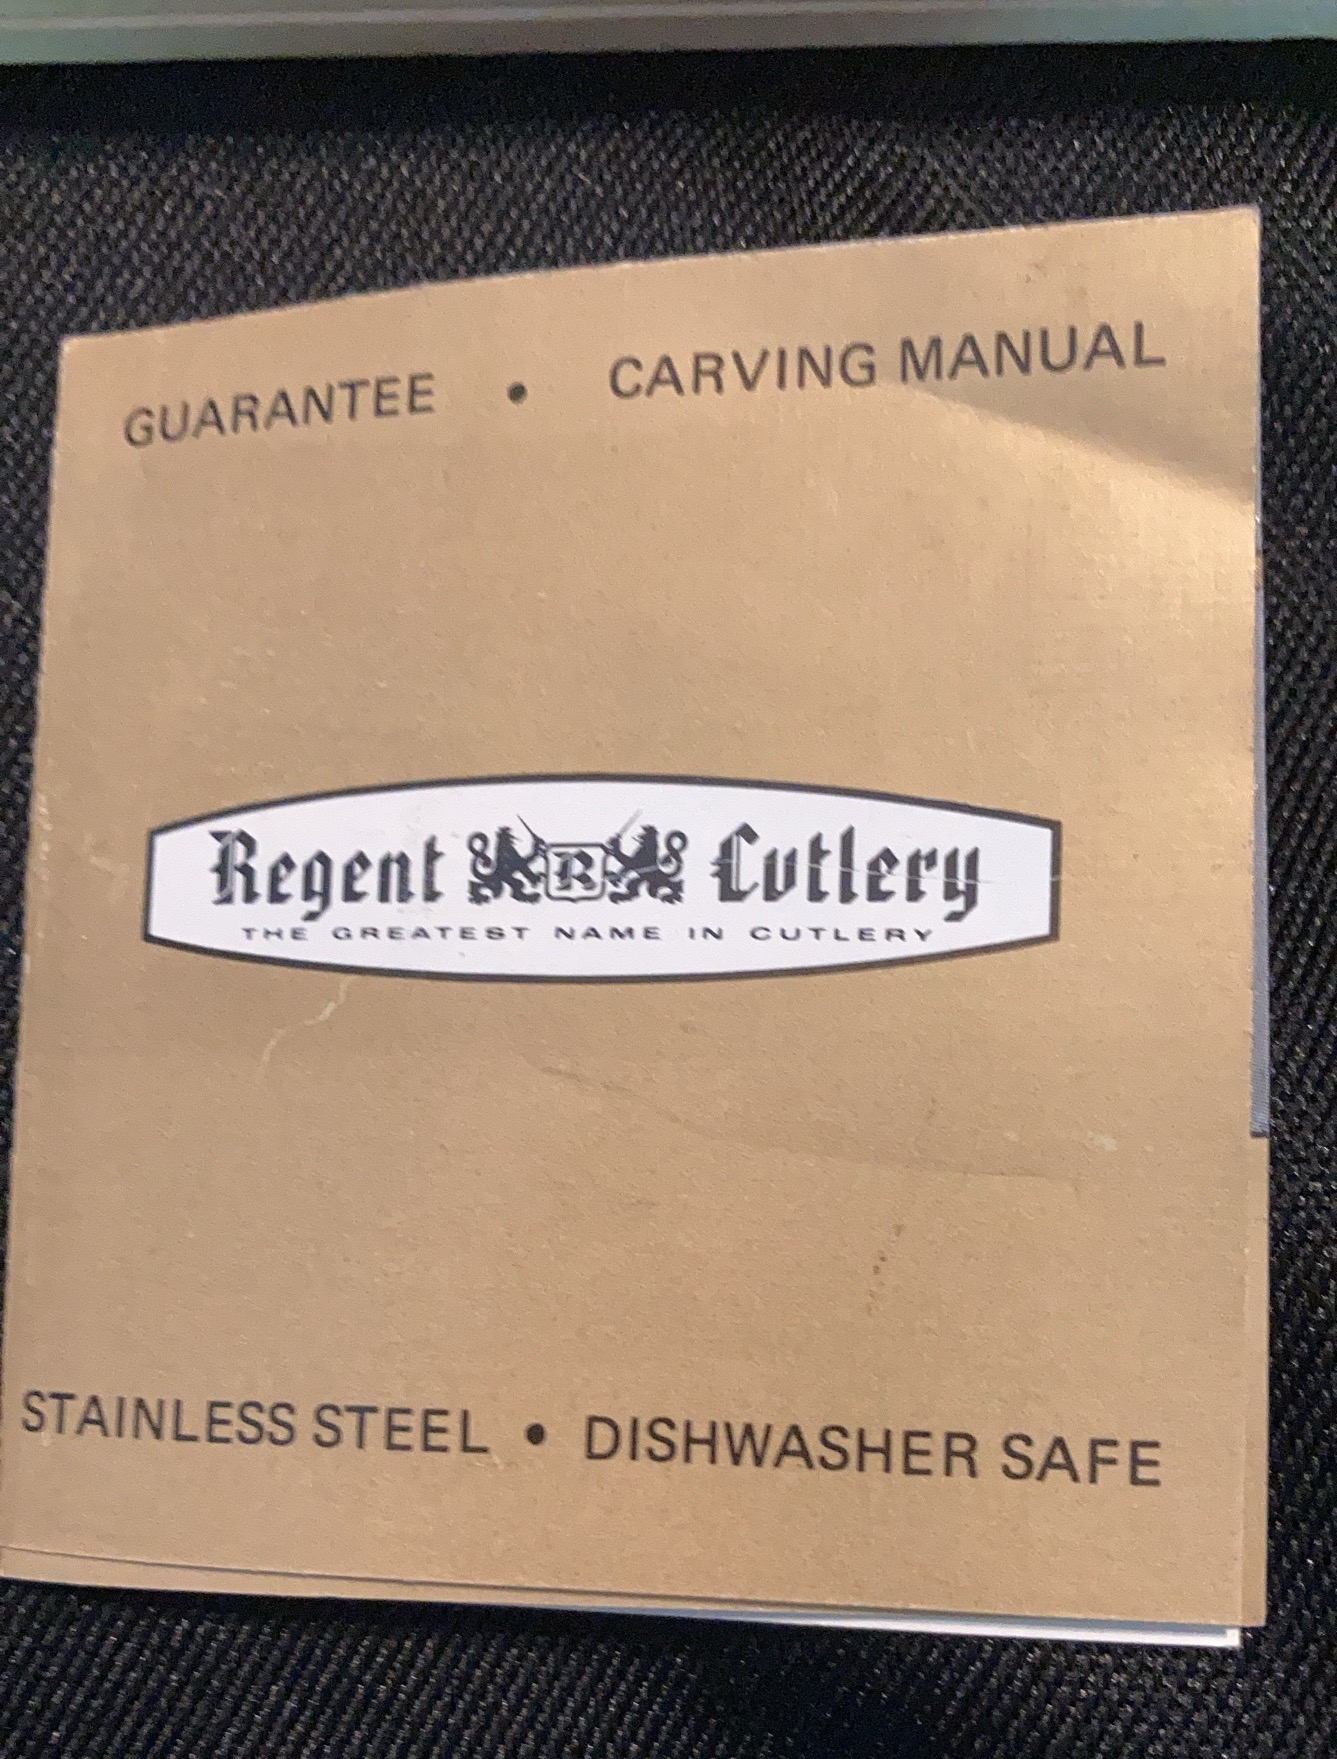 GUARANTEE • CARVING MANUAL
Regent R Cutlery
THE GREATEST NAME IN CUTLERY
STAINLESS STEEL • DISHWASHER SAFE